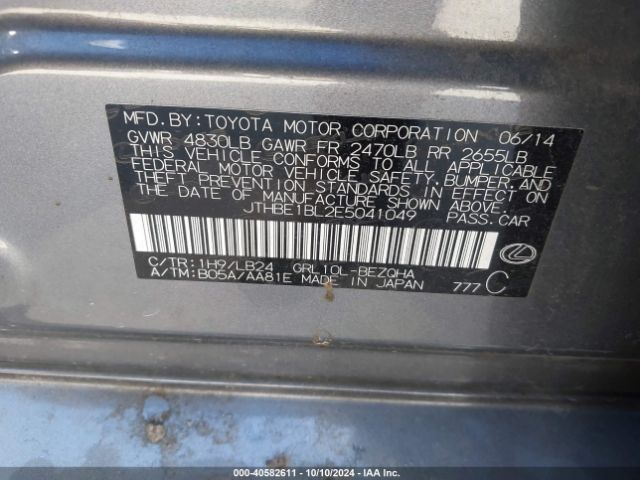 MFD.BY:TOYOTA MOTOR CORPORATION 06/14
GVWR 4830LB GAWR FR 2470LB RR 2655LB
THIS VEHICLE CONFORMS TO ALL APPLICABLE
FEDERAL MOTOR VEHICLE SAFETY,BUMPER,AND
THEFT PREVENTION STANDARDS IN EFFECT ON
THE DATE OF MANUFACTURE SHOWN ABOVE.
JTHBE1BL2E5041049 PASS.CAR
C/TR:1H9/LB24 GRL10L-BEZQHA
A/TM:B05A/AA81E MADE IN JAPAN 777 C
000-40582611 - 10/10/2024 - IAA Inc.